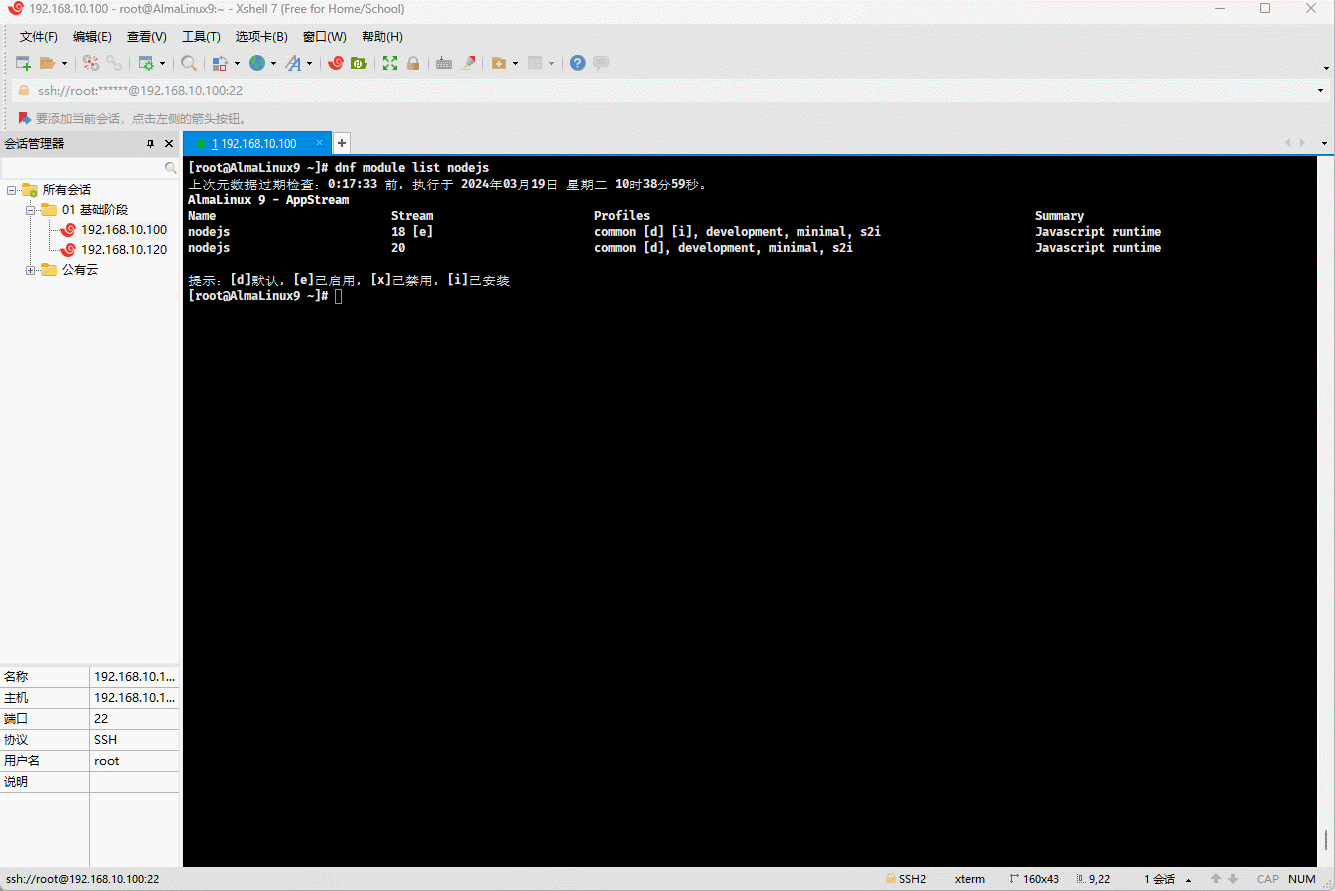 192.168.10.100 - root@AlmaLinux9:~ - Xshell 7 (Free for Home/School)
文件(F) 编辑(E) 查看(V) 工具(T) 选项卡(B) 窗口(W) 帮助(H)
ssh://root:******@192.168.10.100:22
要添加当前会话，点击左侧的箭头按钮。
会话管理器
1 192.168.10.100
所有会话
01 基础阶段
192.168.10.100
192.168.10.120
公有云
[root@AlmaLinux9 ~]# dnf module list nodejs
上次元数据过期检查：0:17:33 前，执行于 2024年03月19日 星期二 10时38分59秒。
AlmaLinux 9 - AppStream
Name Stream Profiles Summary
nodejs 18 [e] common [d] [i], development, minimal, s2i Javascript runtime
nodejs 20 common [d], development, minimal, s2i Javascript runtime
提示：[d]默认，[e]已启用，[x]已禁用，[i]已安装
[root@AlmaLinux9 ~]#
名称 192.168.10.1...
主机 192.168.10.1...
端口 22
协议 SSH
用户名 root
说明
ssh://root@192.168.10.100:22 SSH2 xterm 160x43 9,22 1 会话 CAP NUM